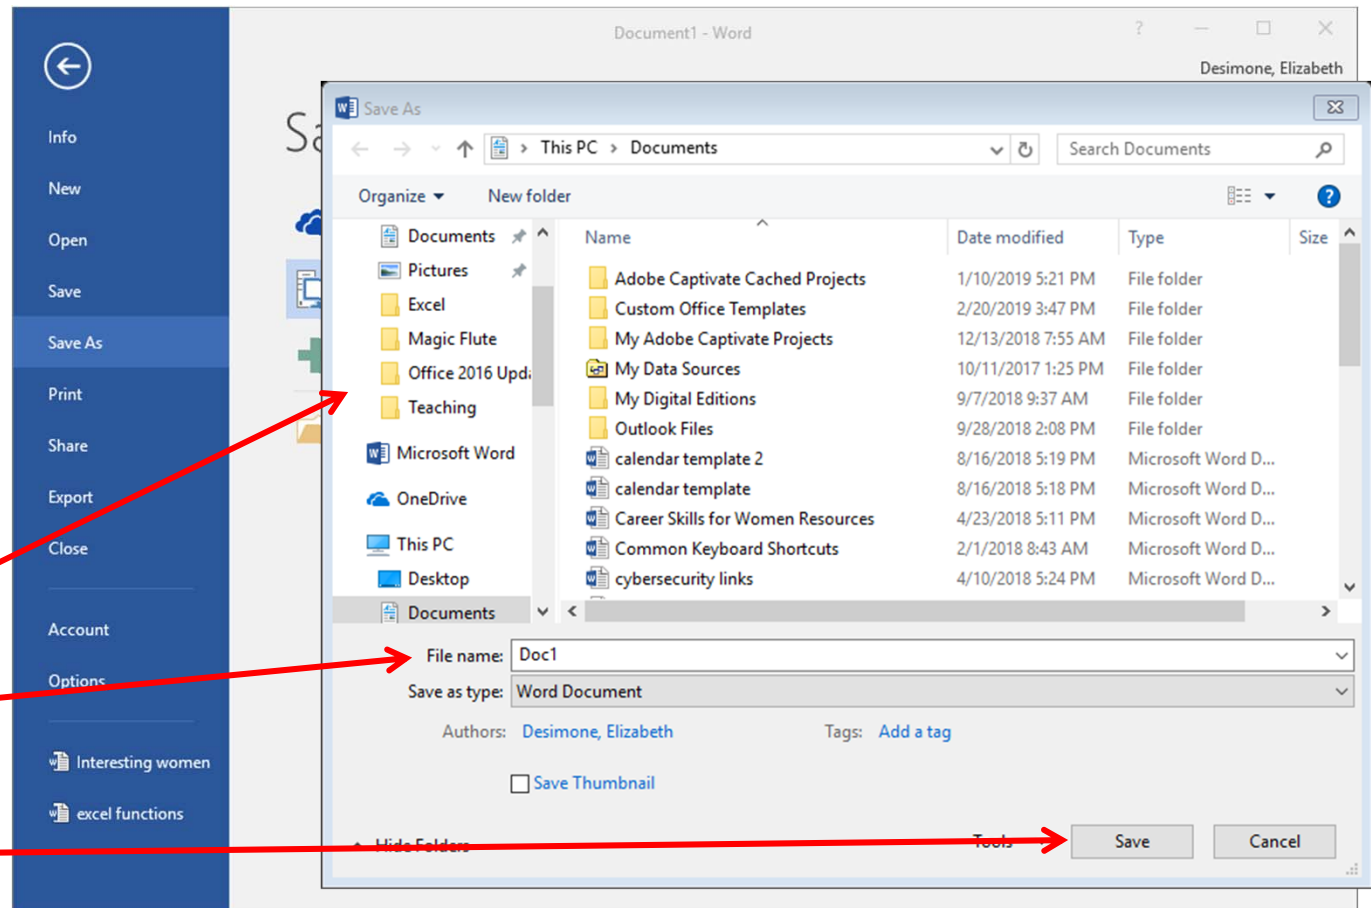 Document1 - Word
?
Desimone, Elizabeth
Info
New
Open
Save
Save As
Print
Share
Export
Close
Account
Options
Interesting women
excel functions
Sa
Save As
This PC > Documents
Search Documents
Organize
New folder
?
Documents
Pictures
Excel
Magic Flute
Office 2016 Upda
Teaching
Microsoft Word
OneDrive
This PC
Desktop
Documents
Name Date modified Type Size
Adobe Captivate Cached Projects 1/10/2019 5:21 PM File folder
Custom Office Templates 2/20/2019 3:47 PM File folder
My Adobe Captivate Projects 12/13/2018 7:55 AM File folder
My Data Sources 10/11/2017 1:25 PM File folder
My Digital Editions 9/7/2018 9:37 AM File folder
Outlook Files 9/28/2018 2:08 PM File folder
calendar template 2 8/16/2018 5:19 PM Microsoft Word D...
calendar template 8/16/2018 5:18 PM Microsoft Word D...
Career Skills for Women Resources 4/23/2018 5:11 PM Microsoft Word D...
Common Keyboard Shortcuts 2/1/2018 8:43 AM Microsoft Word D...
cybersecurity links 4/10/2018 5:24 PM Microsoft Word D...
File name: Doc1
Save as type: Word Document
Authors: Desimone, Elizabeth Tags: Add a tag
Save Thumbnail
Hide Folders Tools Save Cancel